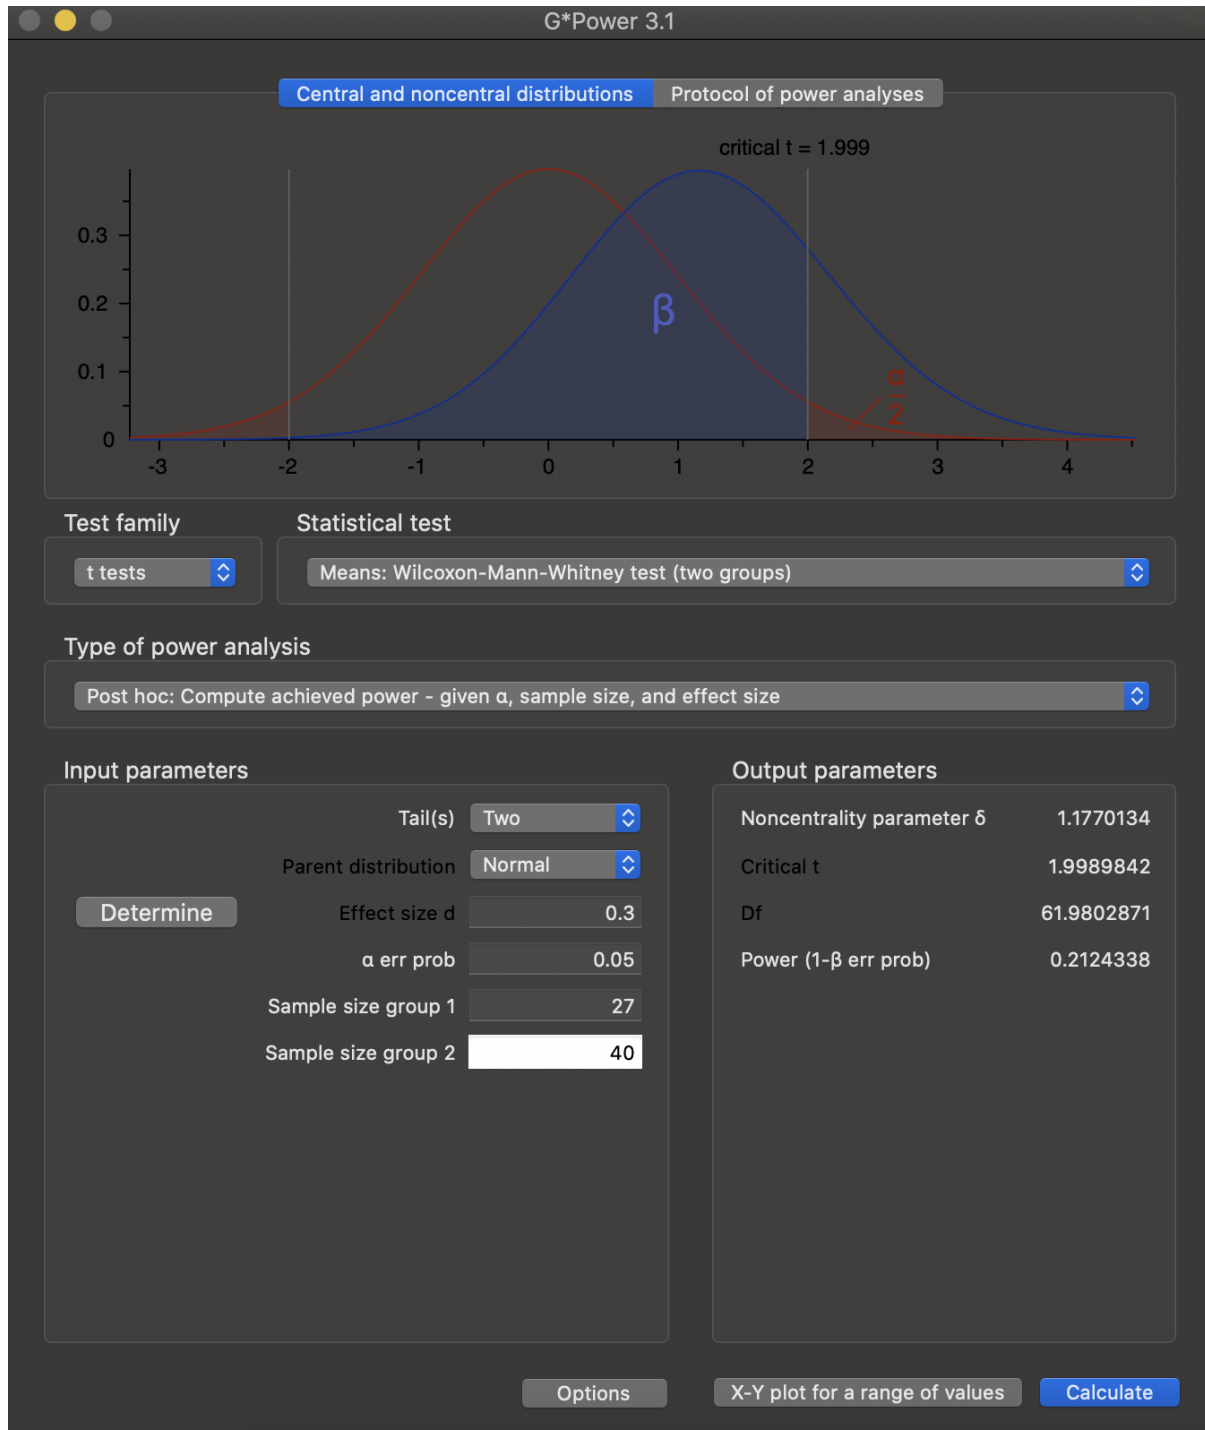 G*Power 3.1
Central and noncentral distributions
Protocol of power analyses
critical t = 1.999
0.3
0.2
0.1
0
β
α
2
-3 -2 -1 0 1 2 3 4
Test family
Statistical test
t tests
Means: Wilcoxon-Mann-Whitney test (two groups)
Type of power analysis
Post hoc: Compute achieved power - given α, sample size, and effect size
Input parameters
Tail(s) Two
Parent distribution Normal
Determine
Effect size d 0.3
α err prob 0.05
Sample size group 1 27
Sample size group 2 40
Output parameters
Noncentrality parameter δ 1.1770134
Critical t 1.9989842
Df 61.9802871
Power (1-β err prob) 0.2124338
Options
X-Y plot for a range of values
Calculate